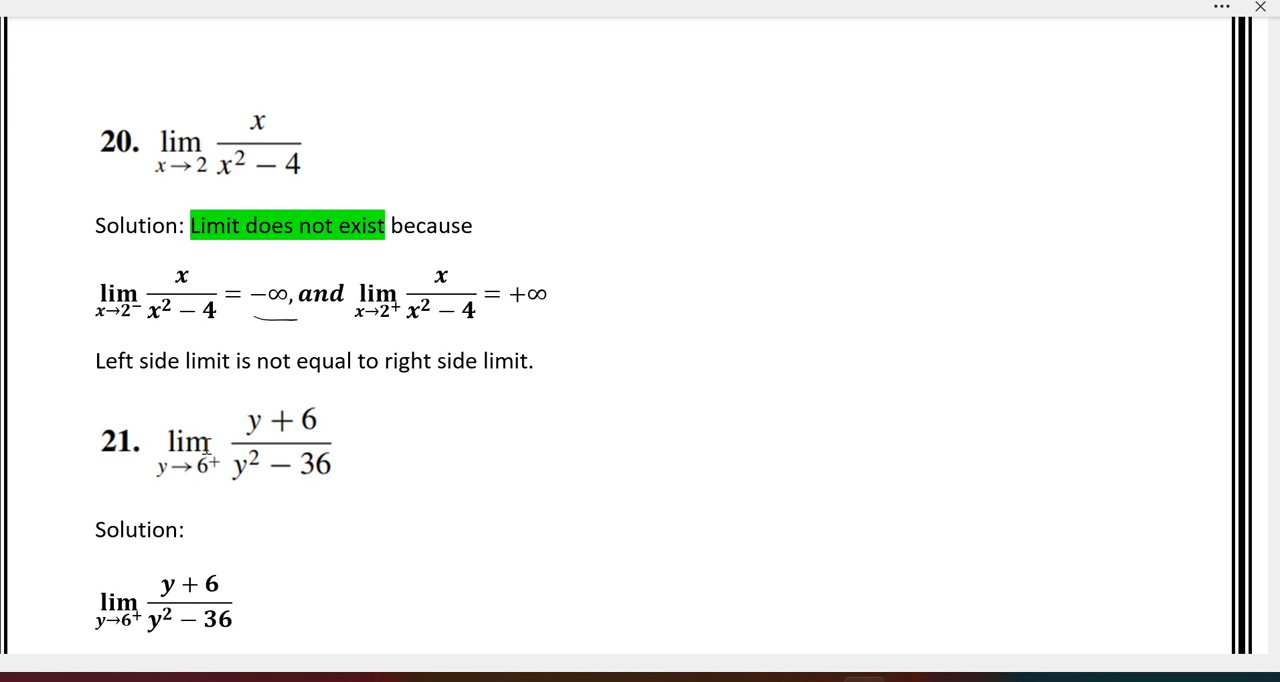 20. lim x→2 x/(x² − 4)
Solution: Limit does not exist because
lim x→2⁻ x/(x² − 4) = −∞, and lim x→2⁺ x/(x² − 4) = +∞
Left side limit is not equal to right side limit.
21. lim y→6⁺ (y + 6)/(y² − 36)
Solution:
lim y→6⁺ (y + 6)/(y² − 36)